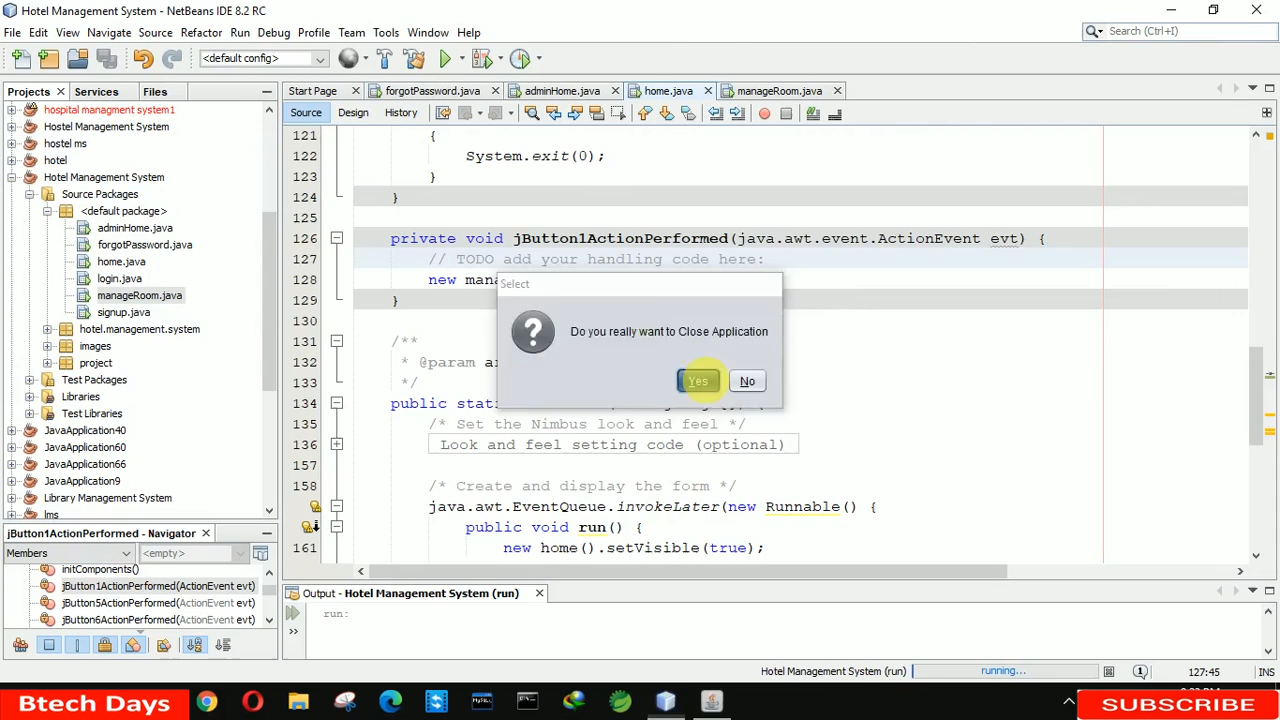 Hotel Management System - NetBeans IDE 8.2 RC
File Edit View Navigate Source Refactor Run Debug Profile Team Tools Window Help
Search (Ctrl+I)
<default config>
Projects Services Files
Start Page forgotPassword.java adminHome.java home.java manageRoom.java
Source Design History
hospital managment system1
Hostel Management System
hostel ms
hotel
Hotel Management System
Source Packages
<default package>
adminHome.java
forgotPassword.java
home.java
login.java
manageRoom.java
signup.java
hotel.management.system
images
project
Test Packages
Libraries
Test Libraries
JavaApplication40
JavaApplication60
JavaApplication66
JavaApplication9
Library Management System
lms
121 {
122 System.exit(0);
123 }
124 }
125
126 private void jButton1ActionPerformed(java.awt.event.ActionEvent evt) {
127 // TODO add your handling code here:
128 new mana
129 }
130
131 /**
132 * @param ar
133 */
134 public stat
135 /* Set the Nimbus look and feel */
136 Look and feel setting code (optional)
157
158 /* Create and display the form */
java.awt.EventQueue.invokeLater(new Runnable() {
public void run() {
161 new home().setVisible(true);
Select
Do you really want to Close Application
Yes No
jButton1ActionPerformed - Navigator
Members <empty>
initComponents()
jButton1ActionPerformed(ActionEvent evt)
jButton5ActionPerformed(ActionEvent evt)
jButton6ActionPerformed(ActionEvent evt)
Output - Hotel Management System (run)
run:
Hotel Management System (run) running... 127:45 INS
Btech Days
SUBSCRIBE